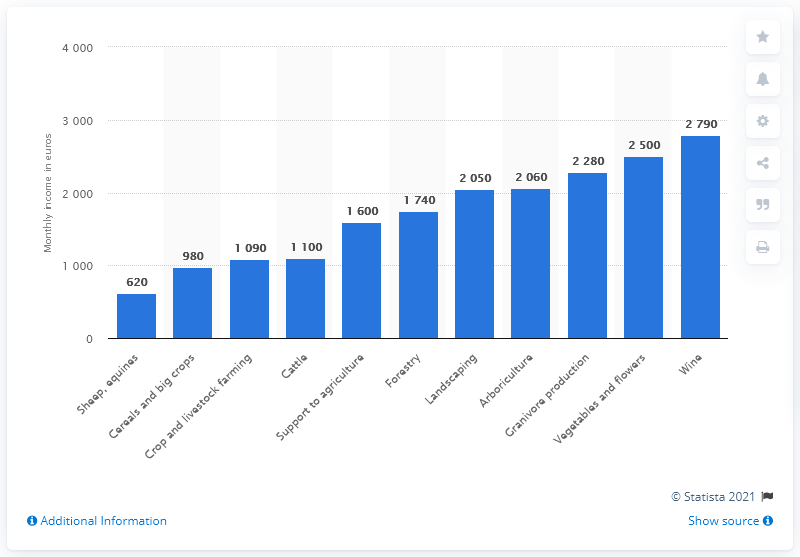 4 000
3 000
2 000
1 000
0
Monthly income in euros
620
980
1 090
1 100
1 600
1 740
2 050
2 060
2 280
2 500
2 790
Sheep, equines
Cereals and big crops
Crop and livestock farming
Cattle
Support to agriculture
Forestry
Landscaping
Arboriculture
Granivore production
Vegetables and flowers
Wine
© Statista 2021
Additional Information
Show source